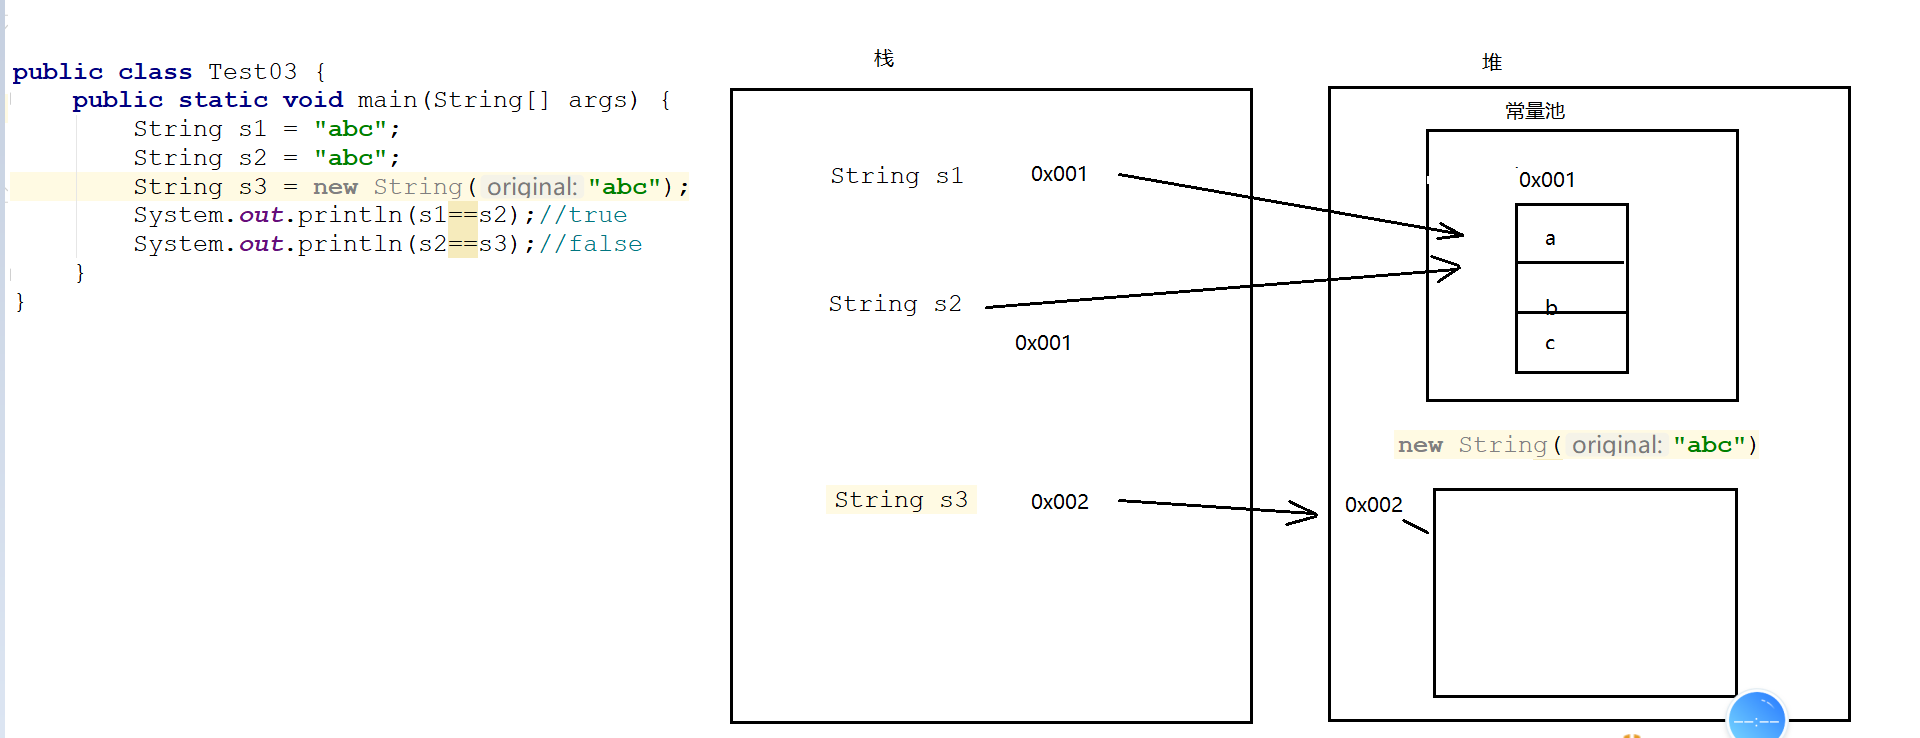 public class Test03 {
public static void main(String[] args) {
String s1 = "abc";
String s2 = "abc";
String s3 = new String( original: "abc");
System.out.println(s1==s2);//true
System.out.println(s2==s3);//false
}
}
栈
String s1 0x001
String s2
0x001
String s3 0x002
堆
常量池
0x001
a
b
c
new String( original: "abc")
0x002
--:--